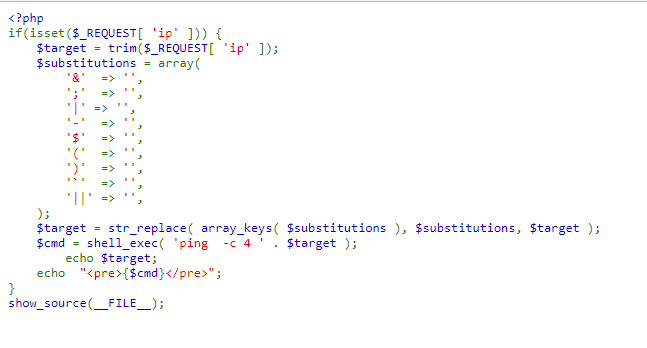 <?php
if(isset($_REQUEST[ 'ip' ])) {
    $target = trim($_REQUEST[ 'ip' ]);
    $substitutions = array(
        '&'  => '',
        ';'  => '',
        '|' => '',
        '-'  => '',
        '$'  => '',
        '('  => '',
        ')'  => '',
        '`'  => '',
        '||' => '',
    );
    $target = str_replace( array_keys( $substitutions ), $substitutions, $target );
    $cmd = shell_exec( 'ping  -c 4 ' . $target );
        echo $target;
    echo  "<pre>{$cmd}</pre>";
}
show_source(__FILE__);